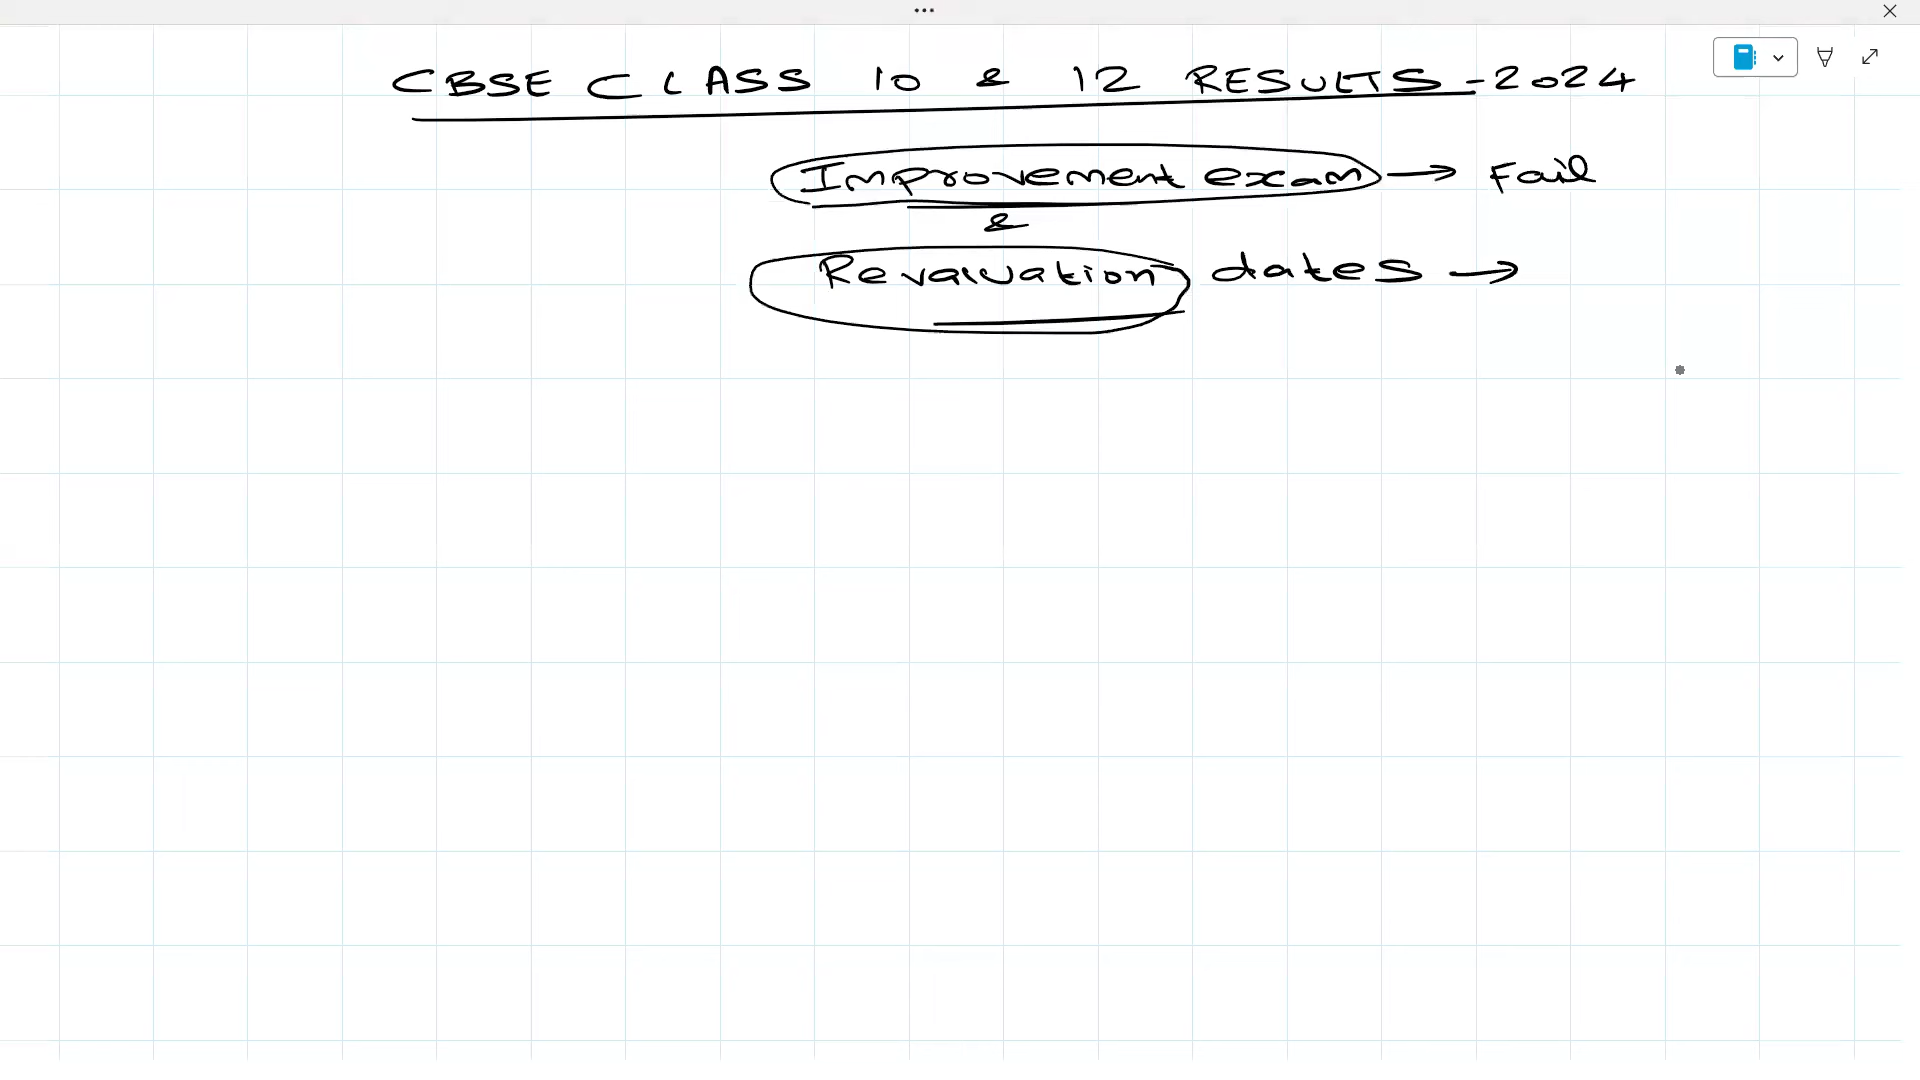 CBSE CLASS 10 & 12 RESULTS - 2024
Improvement exam → Fail
&
Revaluation dates →